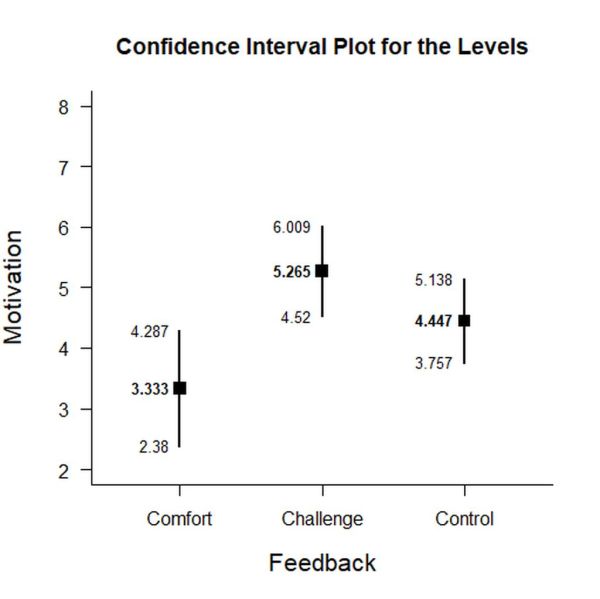 Confidence Interval Plot for the Levels
Motivation
8
7
6
5
4
3
2
4.287
3.333
2.38
6.009
5.265
4.52
5.138
4.447
3.757
Comfort
Challenge
Control
Feedback